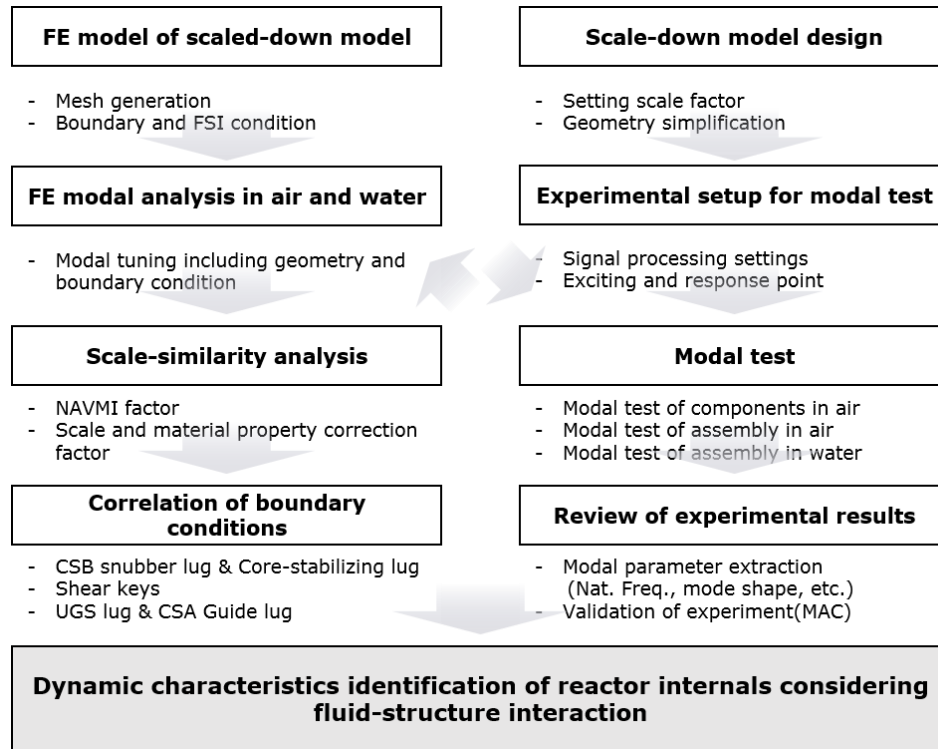 FE model of scaled-down model
- Mesh generation
- Boundary and FSI condition
FE modal analysis in air and water
- Modal tuning including geometry and
boundary condition
Scale-similarity analysis
- NAVMI factor
- Scale and material property correction
factor
Correlation of boundary
conditions
- CSB snubber lug & Core-stabilizing lug
- Shear keys
- UGS lug & CSA Guide lug
Scale-down model design
- Setting scale factor
- Geometry simplification
Experimental setup for modal test
- Signal processing settings
- Exciting and response point
Modal test
- Modal test of components in air
- Modal test of assembly in air
- Modal test of assembly in water
Review of experimental results
- Modal parameter extraction
(Nat. Freq., mode shape, etc.)
- Validation of experiment(MAC)
Dynamic characteristics identification of reactor internals considering
fluid-structure interaction